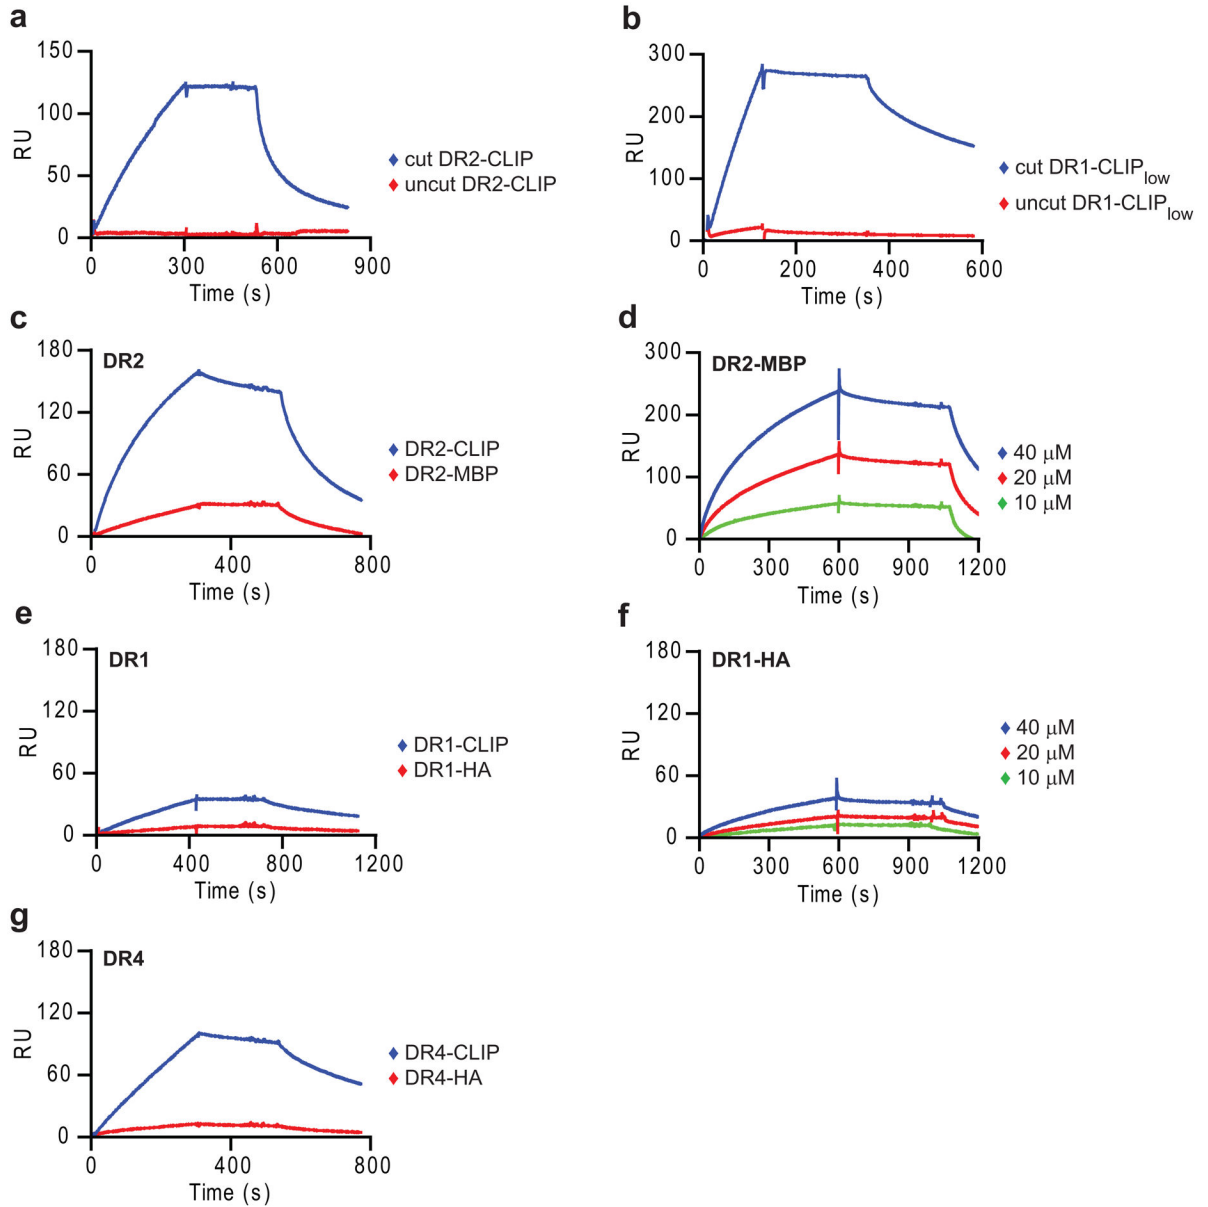 a
150
100
50
0
RU
0 300 600 900
Time (s)
cut DR2-CLIP
uncut DR2-CLIP
b
300
200
100
0
RU
0 200 400 600
Time (s)
cut DR1-CLIPlow
uncut DR1-CLIPlow
c
DR2
180
120
60
0
RU
0 400 800
Time (s)
DR2-CLIP
DR2-MBP
d
DR2-MBP
300
200
100
0
RU
0 300 600 900 1200
Time (s)
40 μM
20 μM
10 μM
e
DR1
180
120
60
0
RU
0 400 800 1200
Time (s)
DR1-CLIP
DR1-HA
f
DR1-HA
180
120
60
0
RU
0 300 600 900 1200
Time (s)
40 μM
20 μM
10 μM
g
DR4
180
120
60
0
RU
0 400 800
Time (s)
DR4-CLIP
DR4-HA